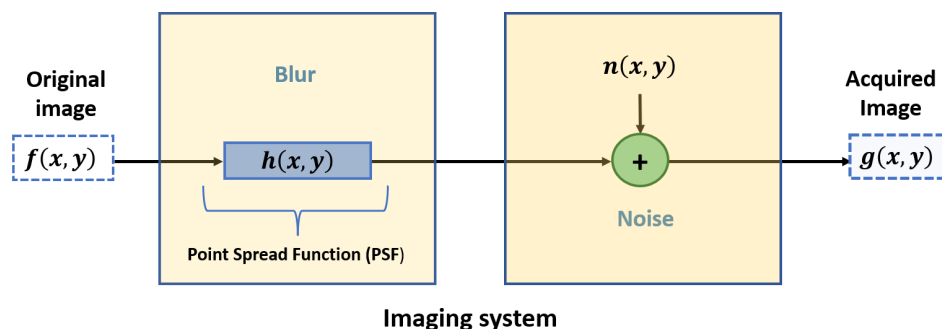 Original
image
f(x, y)
Blur
h(x, y)
Point Spread Function (PSF)
n(x, y)
+
Noise
Acquired
Image
g(x, y)
Imaging system